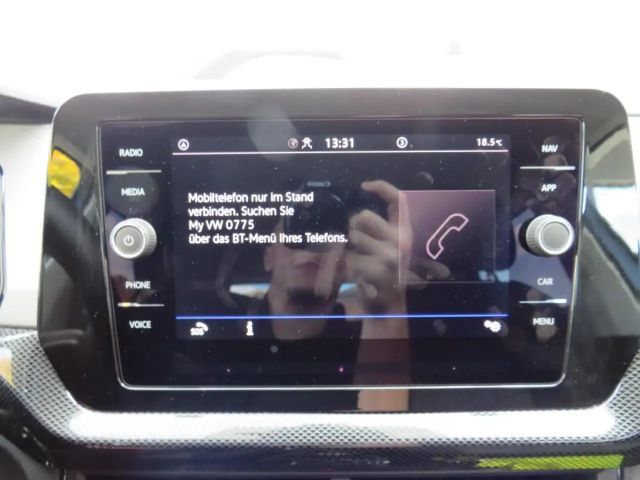 13:31
18.5°C
RADIO
MEDIA
PHONE
VOICE
Mobiltelefon nur im Stand
verbinden. Suchen Sie
My VW 0775
über das BT-Menü Ihres Telefons.
SOS
NAV
APP
CAR
MENU